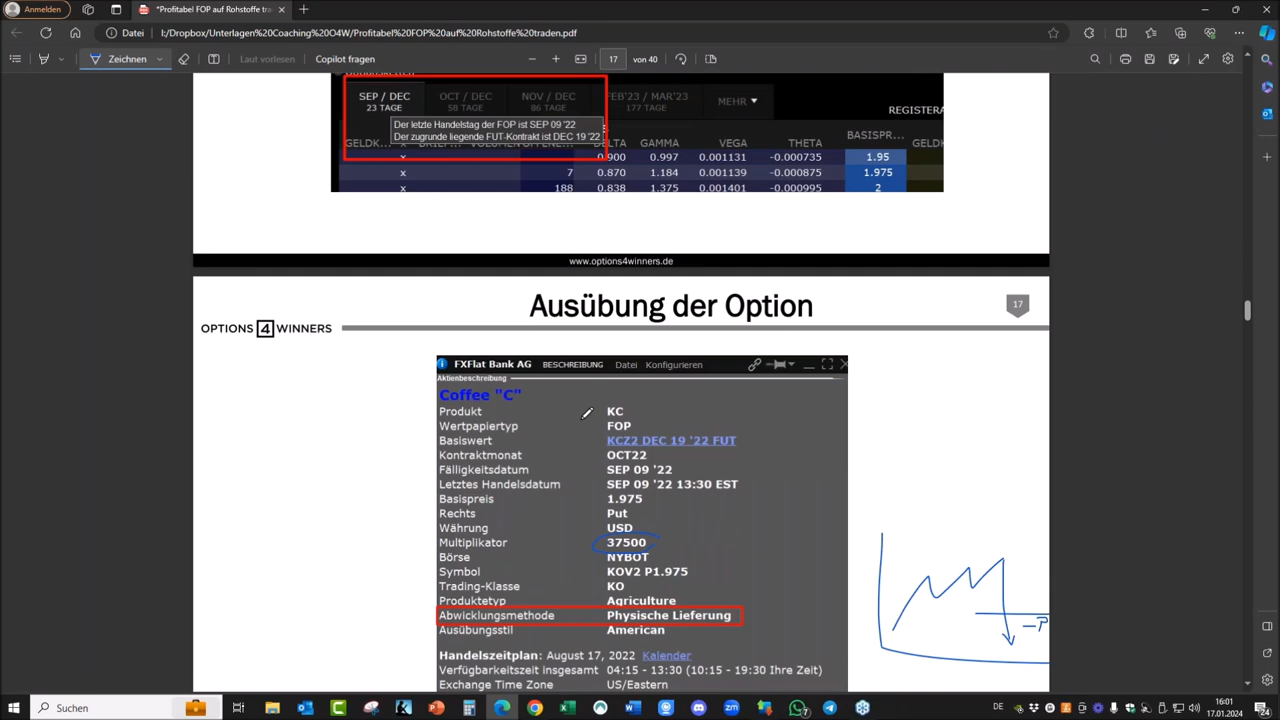 Anmelden
*Profitabel FOP auf Rohstoffe tra
Datei
I:/Dropbox/Unterlagen%20Coaching%20O4W/Profitabel%20FOP%20auf%20Rohstoffe%20traden.pdf
Zeichnen
Laut vorlesen
Copilot fragen
17
von 40
SEP / DEC
23 TAGE
OCT / DEC
58 TAGE
NOV / DEC
86 TAGE
FEB'23 / MAR'23
177 TAGE
MEHR
REGISTERA
Der letzte Handelstag der FOP ist SEP 09 '22
Der zugrunde liegende FUT-Kontrakt ist DEC 19 '22
GELDK...
DELTA
GAMMA
VEGA
THETA
BASISPR...
GELDK
x 0.900 0.997 0.001131 -0.000735 1.95
x 7 0.870 1.184 0.001139 -0.000875 1.975
x 188 0.838 1.375 0.001401 -0.000995 2
www.options4winners.de
Ausübung der Option
17
OPTIONS 4 WINNERS
FXFlat Bank AG BESCHREIBUNG Datei Konfigurieren
Aktienbeschreibung
Coffee "C"
Produkt KC
Wertpapiertyp FOP
Basiswert KCZ2 DEC 19 '22 FUT
Kontraktmonat OCT22
Fälligkeitsdatum SEP 09 '22
Letztes Handelsdatum SEP 09 '22 13:30 EST
Basispreis 1.975
Rechts Put
Währung USD
Multiplikator 37500
Börse NYBOT
Symbol KOV2 P1.975
Trading-Klasse KO
Produktetyp Agriculture
Abwicklungsmethode Physische Lieferung
Ausübungsstil American
Handelszeitplan: August 17, 2022 Kalender
Verfügbarkeitszeit insgesamt 04:15 - 13:30 (10:15 - 19:30 Ihre Zeit)
Exchange Time Zone US/Eastern
-P
Suchen
DE
16:01
17.01.2024